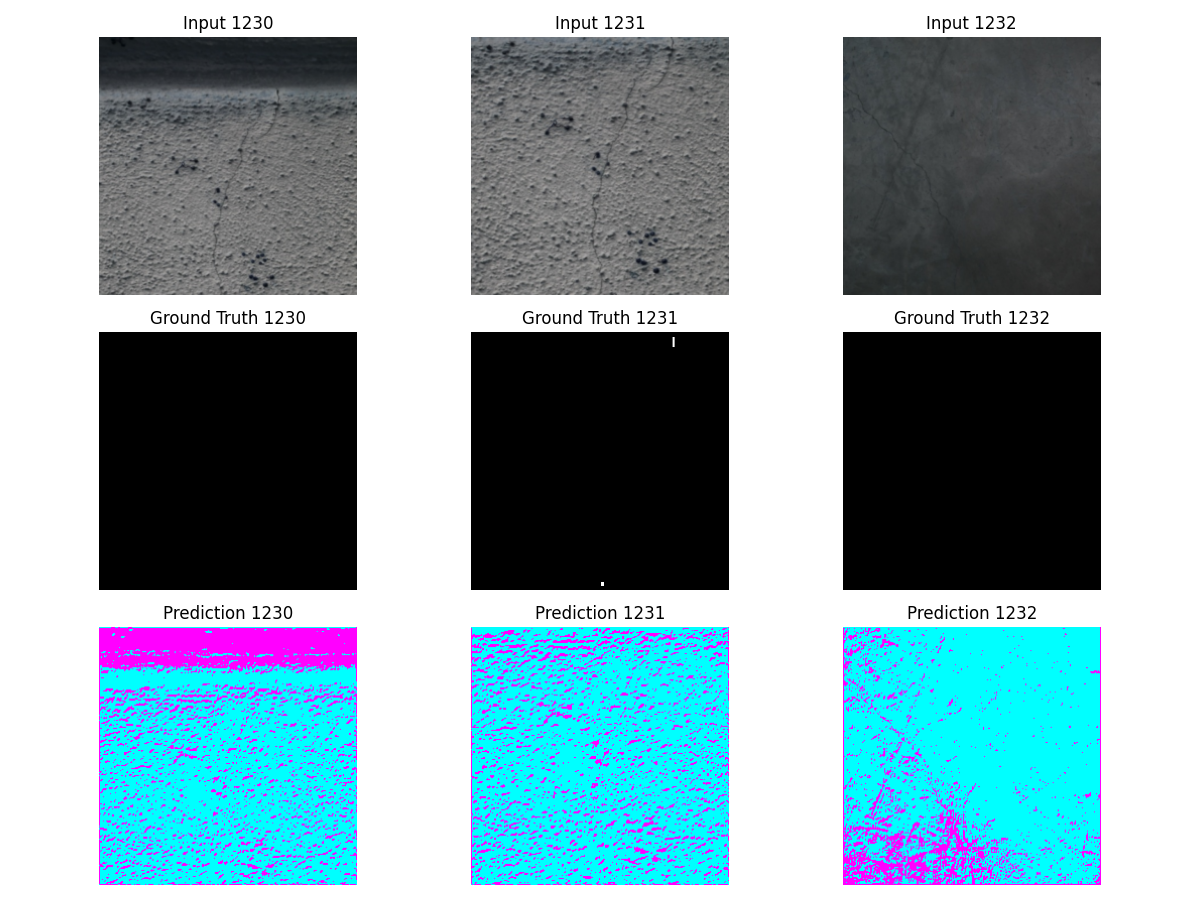 Input 1230
Input 1231
Input 1232
Ground Truth 1230
Ground Truth 1231
Ground Truth 1232
Prediction 1230
Prediction 1231
Prediction 1232